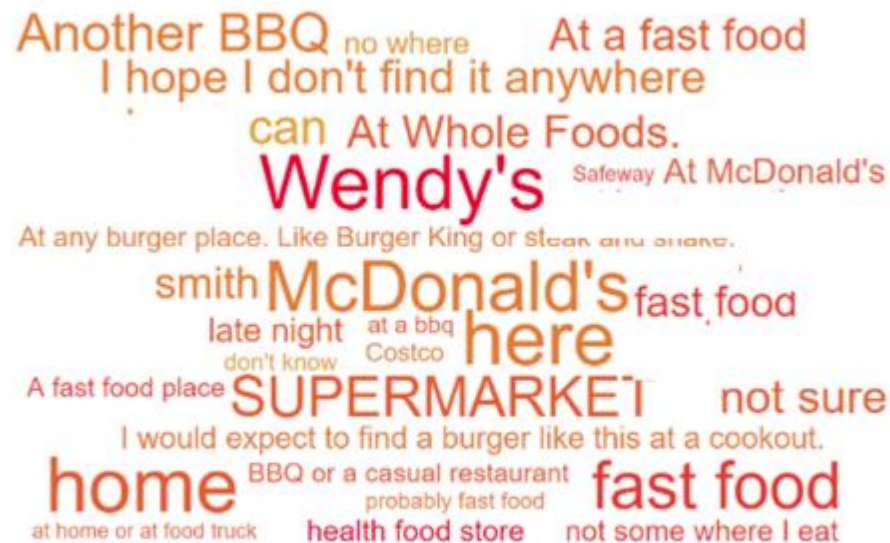 Another BBQ no where At a fast food
I hope I don't find it anywhere
can At Whole Foods.
Wendy's Safeway At McDonald's
At any burger place. Like Burger King or steak and shake.
smith McDonald's fast food
late night at a bbq here
don't know Costco
A fast food place SUPERMARKET not sure
I would expect to find a burger like this at a cookout.
home BBQ or a casual restaurant fast food
probably fast food
at home or at food truck health food store not some where I eat